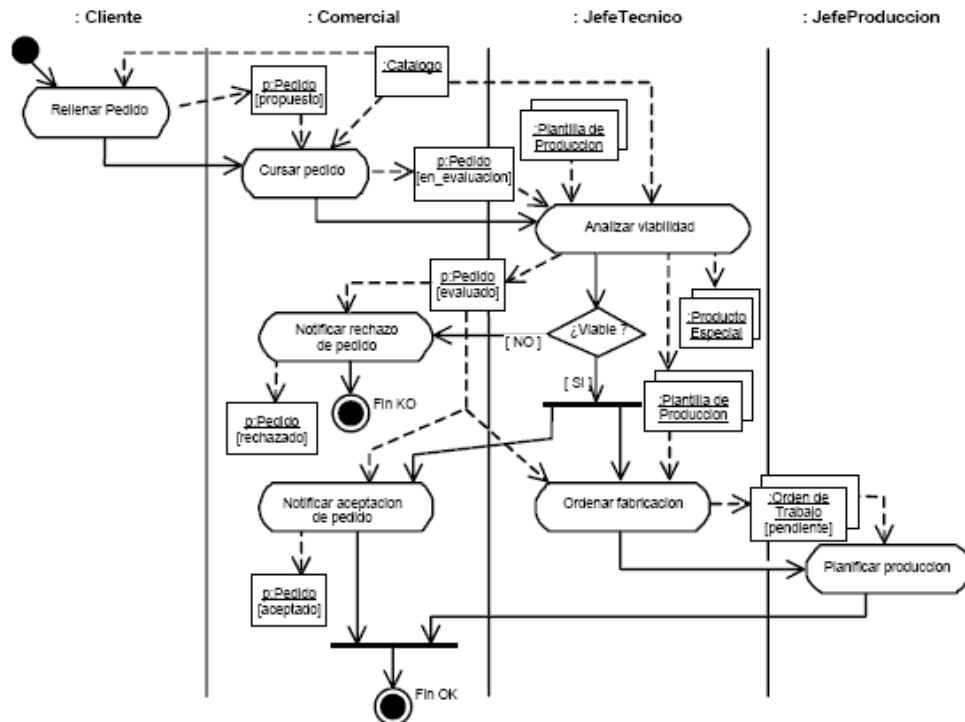 : Cliente
: Comercial
: JefeTecnico
: JefeProduccion
:Catalogo
p:Pedido
[propuesto]
Rellenar Pedido
:Plantilla de
Produccion
Cursar pedido
p:Pedido
[en_evaluacion]
Analizar viabilidad
p:Pedido
[evaluado]
:Producto
Especial
Notificar rechazo
de pedido
¿Viable ?
[ NO ]
[ SI ]
Fin KO
:Plantilla de
Produccion
p:Pedido
[rechazado]
Notificar aceptacion
de pedido
Ordenar fabricacion
:Orden de
Trabajo
[pendiente]
Planificar produccion
p:Pedido
[aceptado]
Fin OK